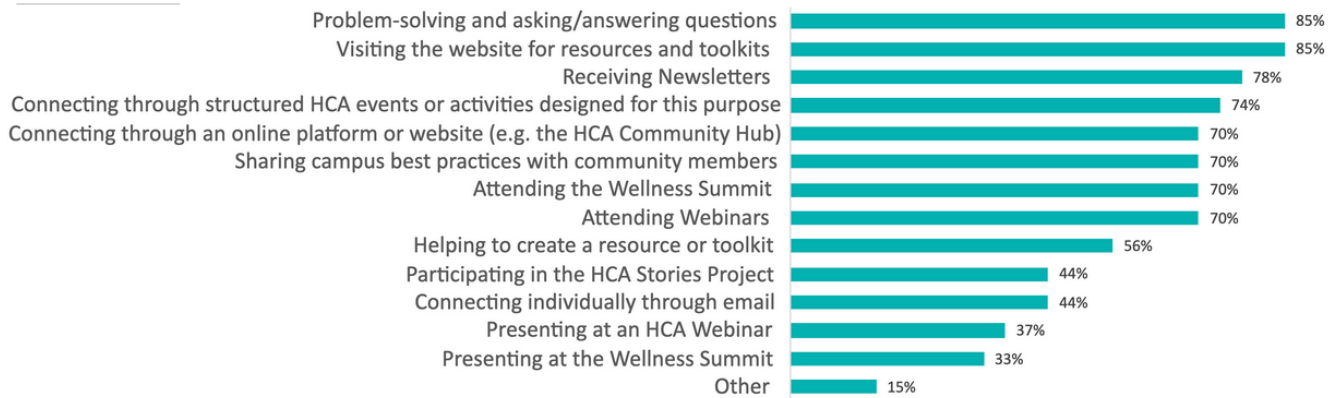 Problem-solving and asking/answering questions 85%
Visiting the website for resources and toolkits 85%
Receiving Newsletters 78%
Connecting through structured HCA events or activities designed for this purpose 74%
Connecting through an online platform or website (e.g. the HCA Community Hub) 70%
Sharing campus best practices with community members 70%
Attending the Wellness Summit 70%
Attending Webinars 70%
Helping to create a resource or toolkit 56%
Participating in the HCA Stories Project 44%
Connecting individually through email 44%
Presenting at an HCA Webinar 37%
Presenting at the Wellness Summit 33%
Other 15%